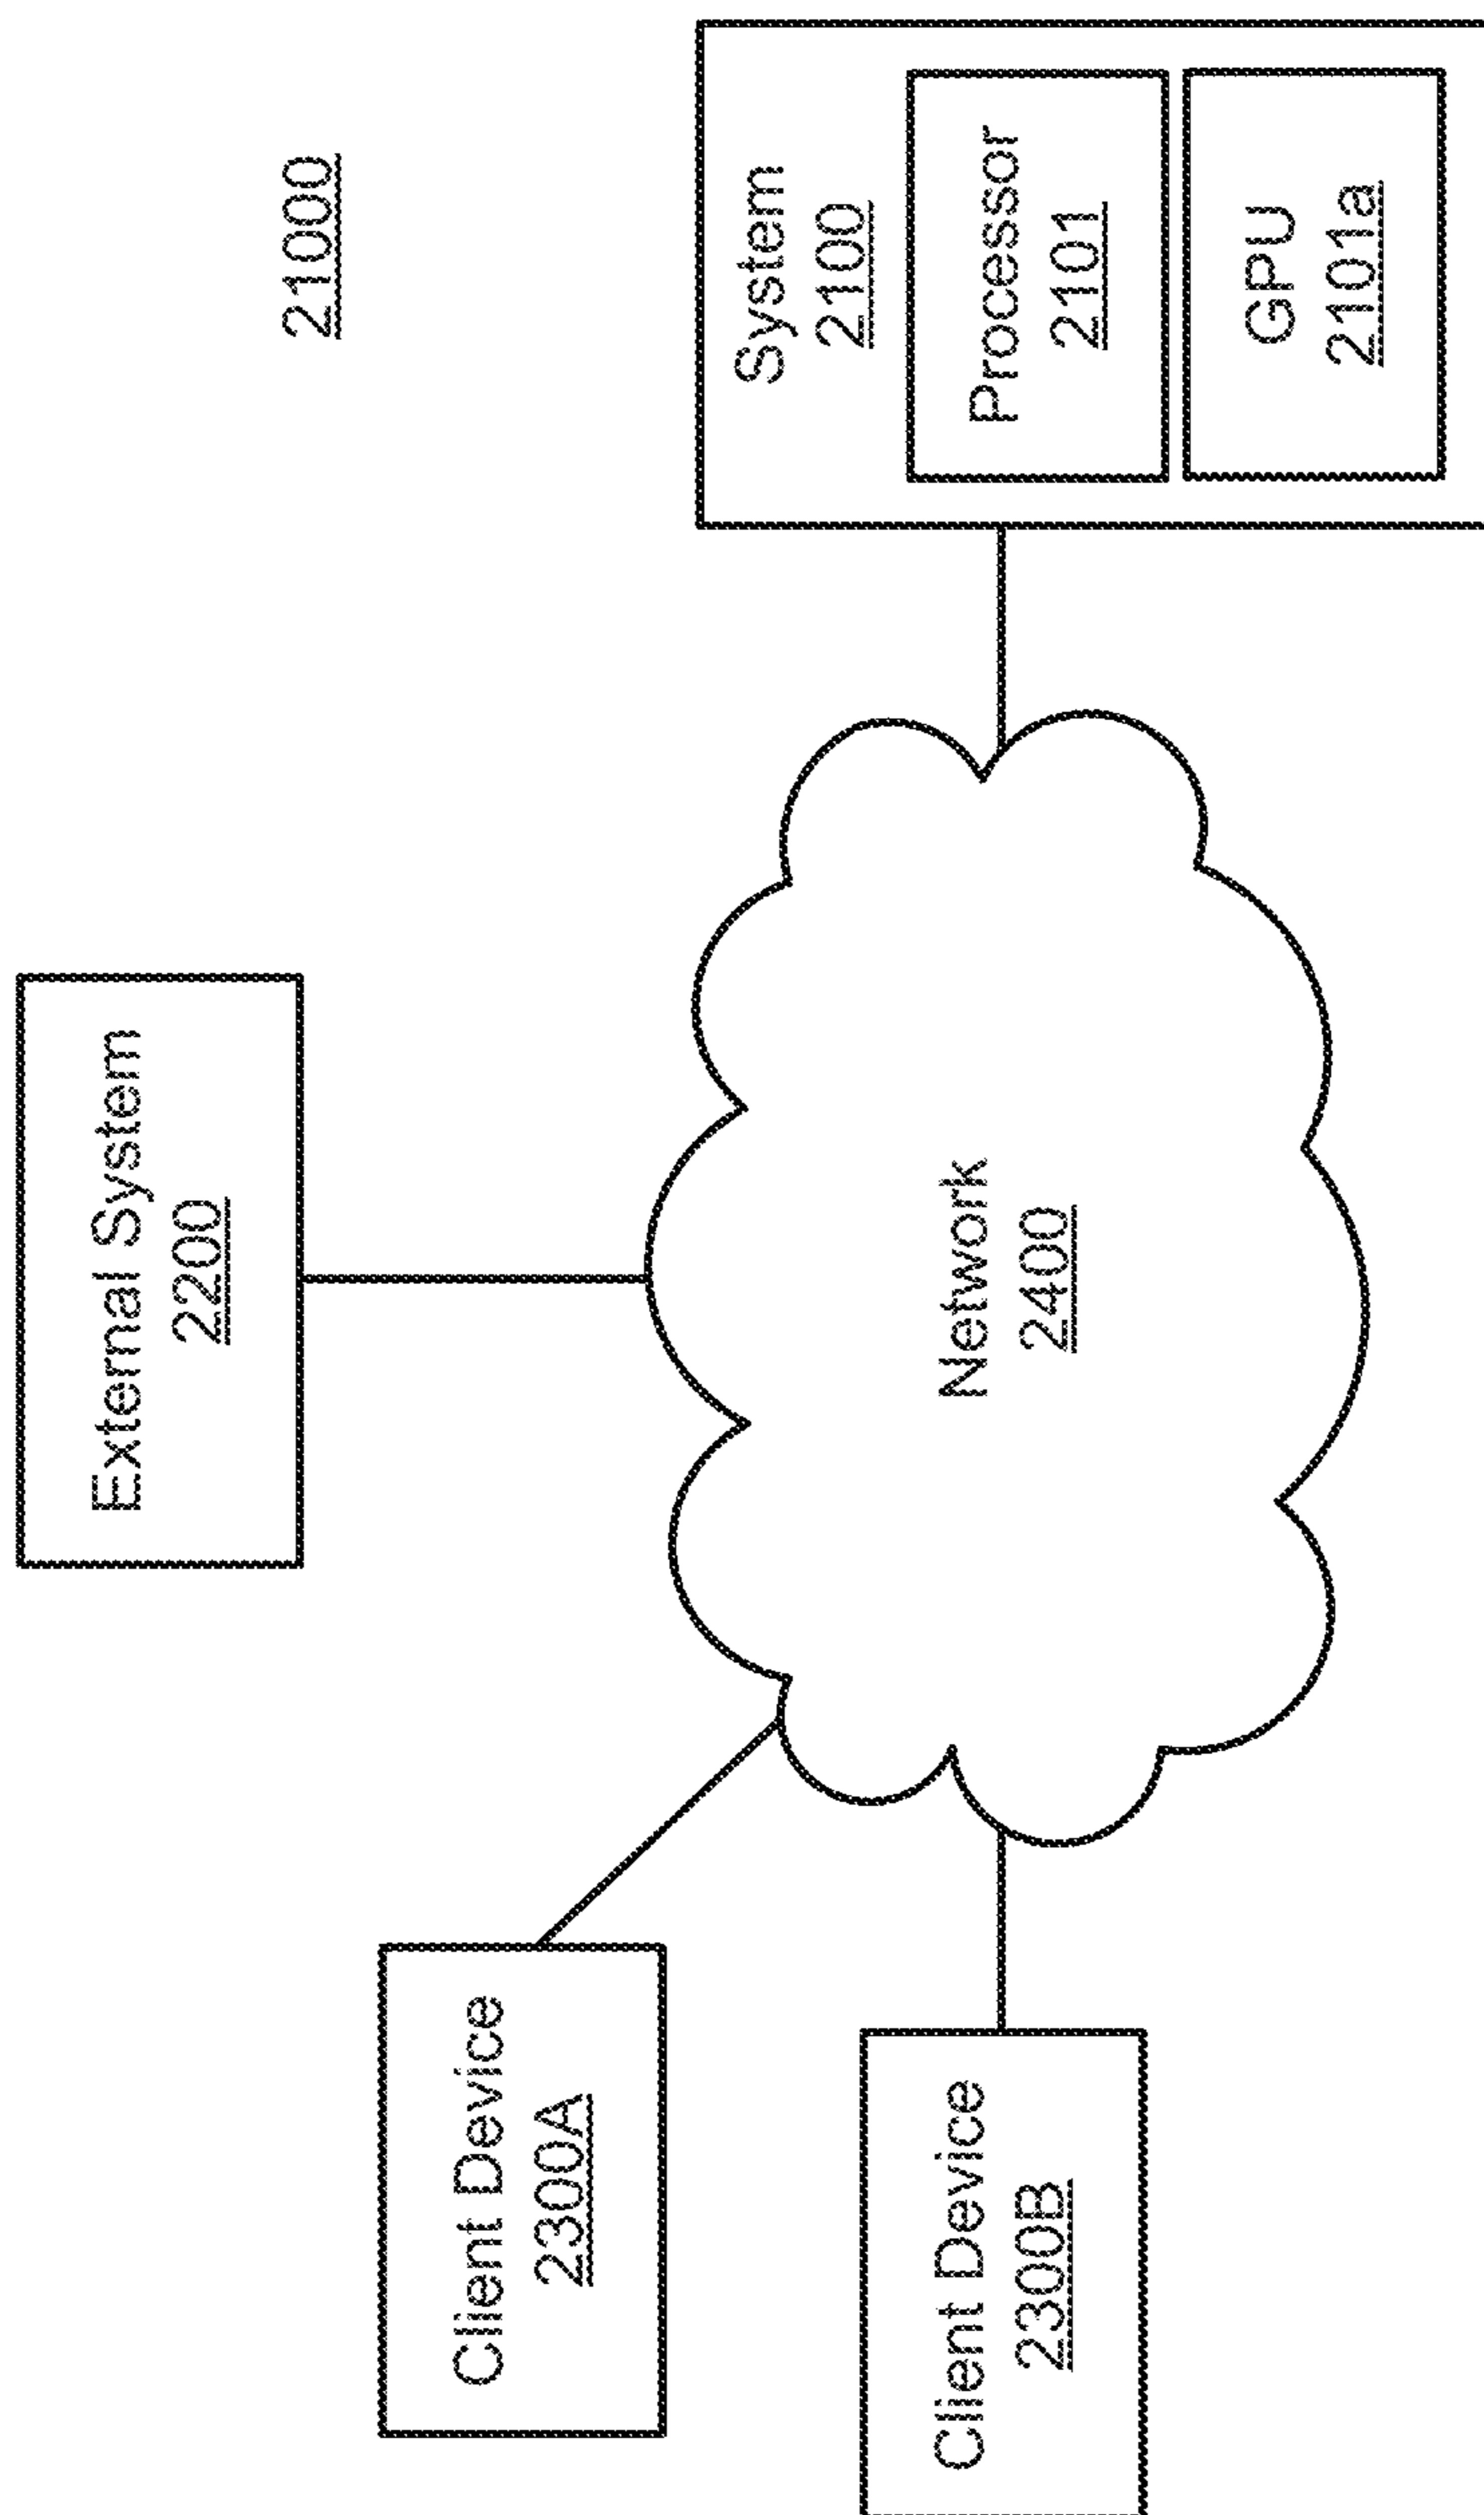 21000
External System
2200
Client Device
2300A
Client Device
2300B
Network
2400
System
2100
Processor
2101
GPU
2101a